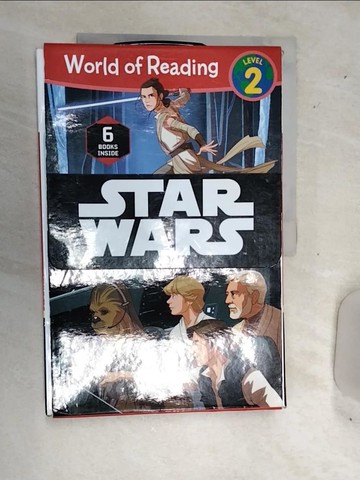 World of Reading
LEVEL
2
6
BOOKS
INSIDE
STAR
WARS